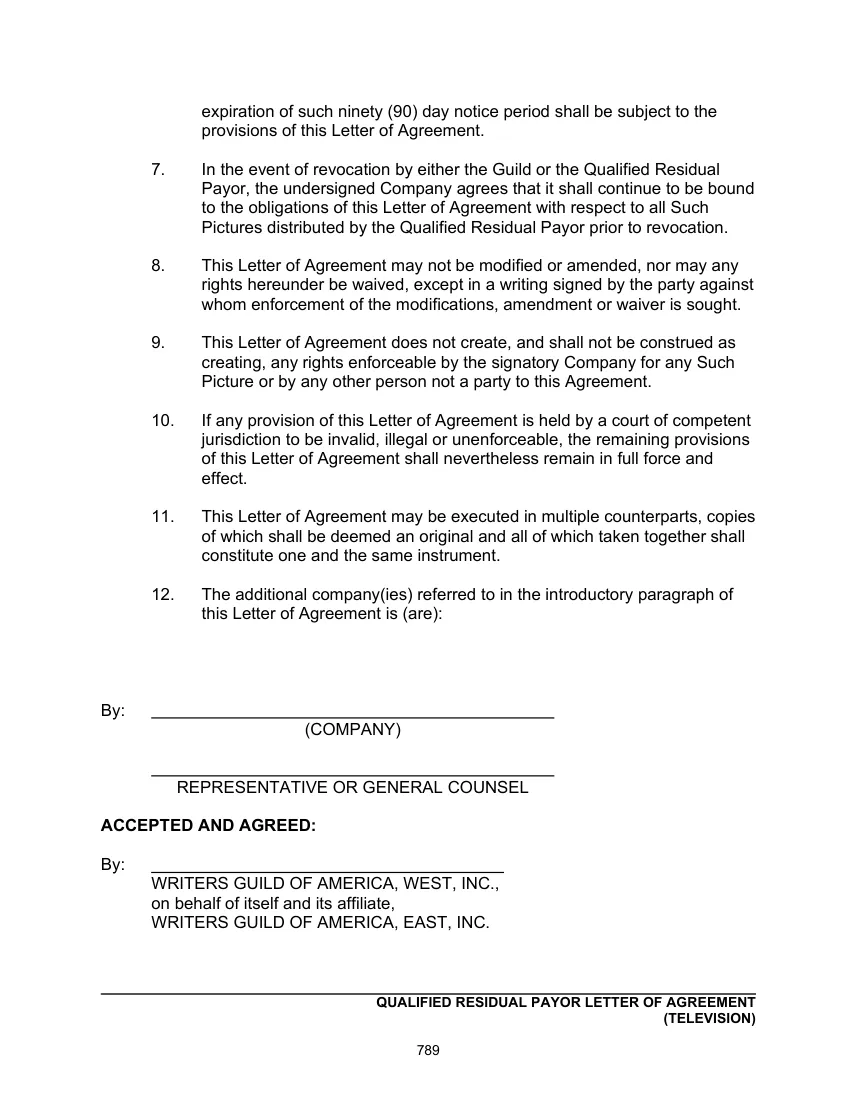 expiration of such ninety (90) day notice period shall be subject to the
provisions of this Letter of Agreement.
7. In the event of revocation by either the Guild or the Qualified Residual
Payor, the undersigned Company agrees that it shall continue to be bound
to the obligations of this Letter of Agreement with respect to all Such
Pictures distributed by the Qualified Residual Payor prior to revocation.
8. This Letter of Agreement may not be modified or amended, nor may any
rights hereunder be waived, except in a writing signed by the party against
whom enforcement of the modifications, amendment or waiver is sought.
9. This Letter of Agreement does not create, and shall not be construed as
creating, any rights enforceable by the signatory Company for any Such
Picture or by any other person not a party to this Agreement.
10. If any provision of this Letter of Agreement is held by a court of competent
jurisdiction to be invalid, illegal or unenforceable, the remaining provisions
of this Letter of Agreement shall nevertheless remain in full force and
effect.
11. This Letter of Agreement may be executed in multiple counterparts, copies
of which shall be deemed an original and all of which taken together shall
constitute one and the same instrument.
12. The additional company(ies) referred to in the introductory paragraph of
this Letter of Agreement is (are):
By:
(COMPANY)
REPRESENTATIVE OR GENERAL COUNSEL
ACCEPTED AND AGREED:
By:
WRITERS GUILD OF AMERICA, WEST, INC.,
on behalf of itself and its affiliate,
WRITERS GUILD OF AMERICA, EAST, INC.
QUALIFIED RESIDUAL PAYOR LETTER OF AGREEMENT
(TELEVISION)
789